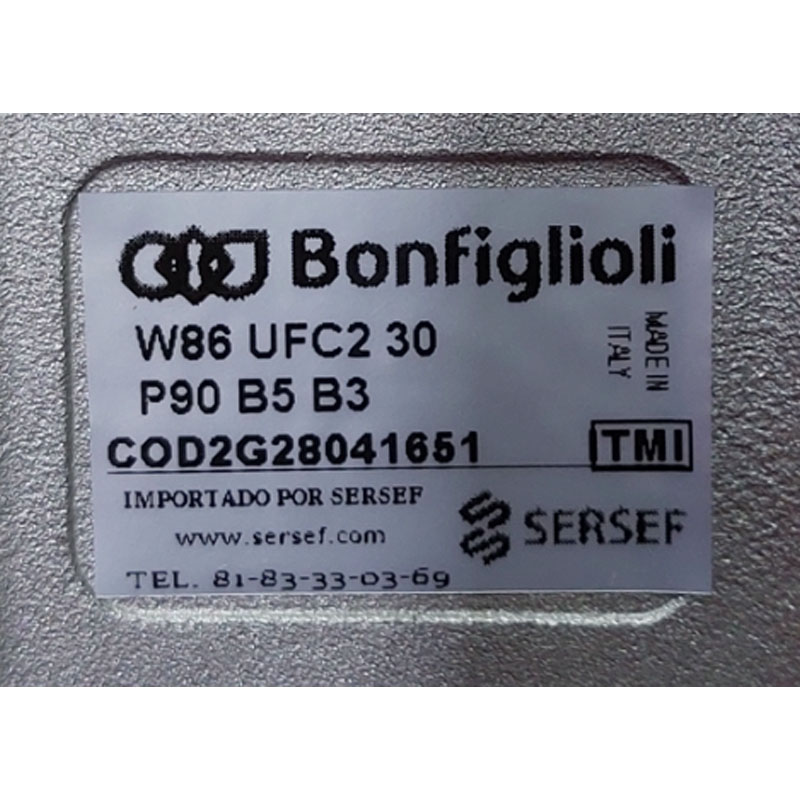 Bonfiglioli
W86 UFC2 30
P90 B5 B3
MADE IN
ITALY
COD2G28041651
TMI
IMPORTADO POR SERSEF
www.sersef.com
SERSEF
TEL. 81-83-33-03-69